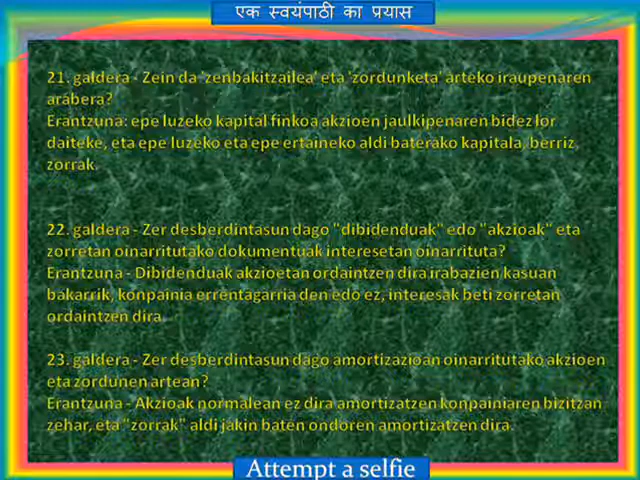 एक स्वयंपाठी का प्रयास
21. galdera - Zein da 'zenbakitzailea' eta 'zordunketa' arteko iraupenaren
arabera?
Erantzuna: epe luzeko kapital finkoa akzioen jaulkipenaren bidez lor
daiteke, eta epe luzeko eta epe ertaineko aldi baterako kapitala, berriz,
zorrak.
22. galdera - Zer desberdintasun dago "dibidenduak" edo "akzioak" eta
zorretan oinarritutako dokumentuak interesetan oinarrituta?
Erantzuna - Dibidenduak akzioetan ordaintzen dira irabazien kasuan
bakarrik, konpainia errentagarria den edo ez, interesak beti zorretan
ordaintzen dira.
23. galdera - Zer desberdintasun dago amortizazioan oinarritutako akzioen
eta zordunen artean?
Erantzuna - Akzioak normalean ez dira amortizatzen konpainiaren bizitzan
zehar, eta "zorrak" aldi jakin baten ondoren amortizatzen dira.
Attempt a selfie